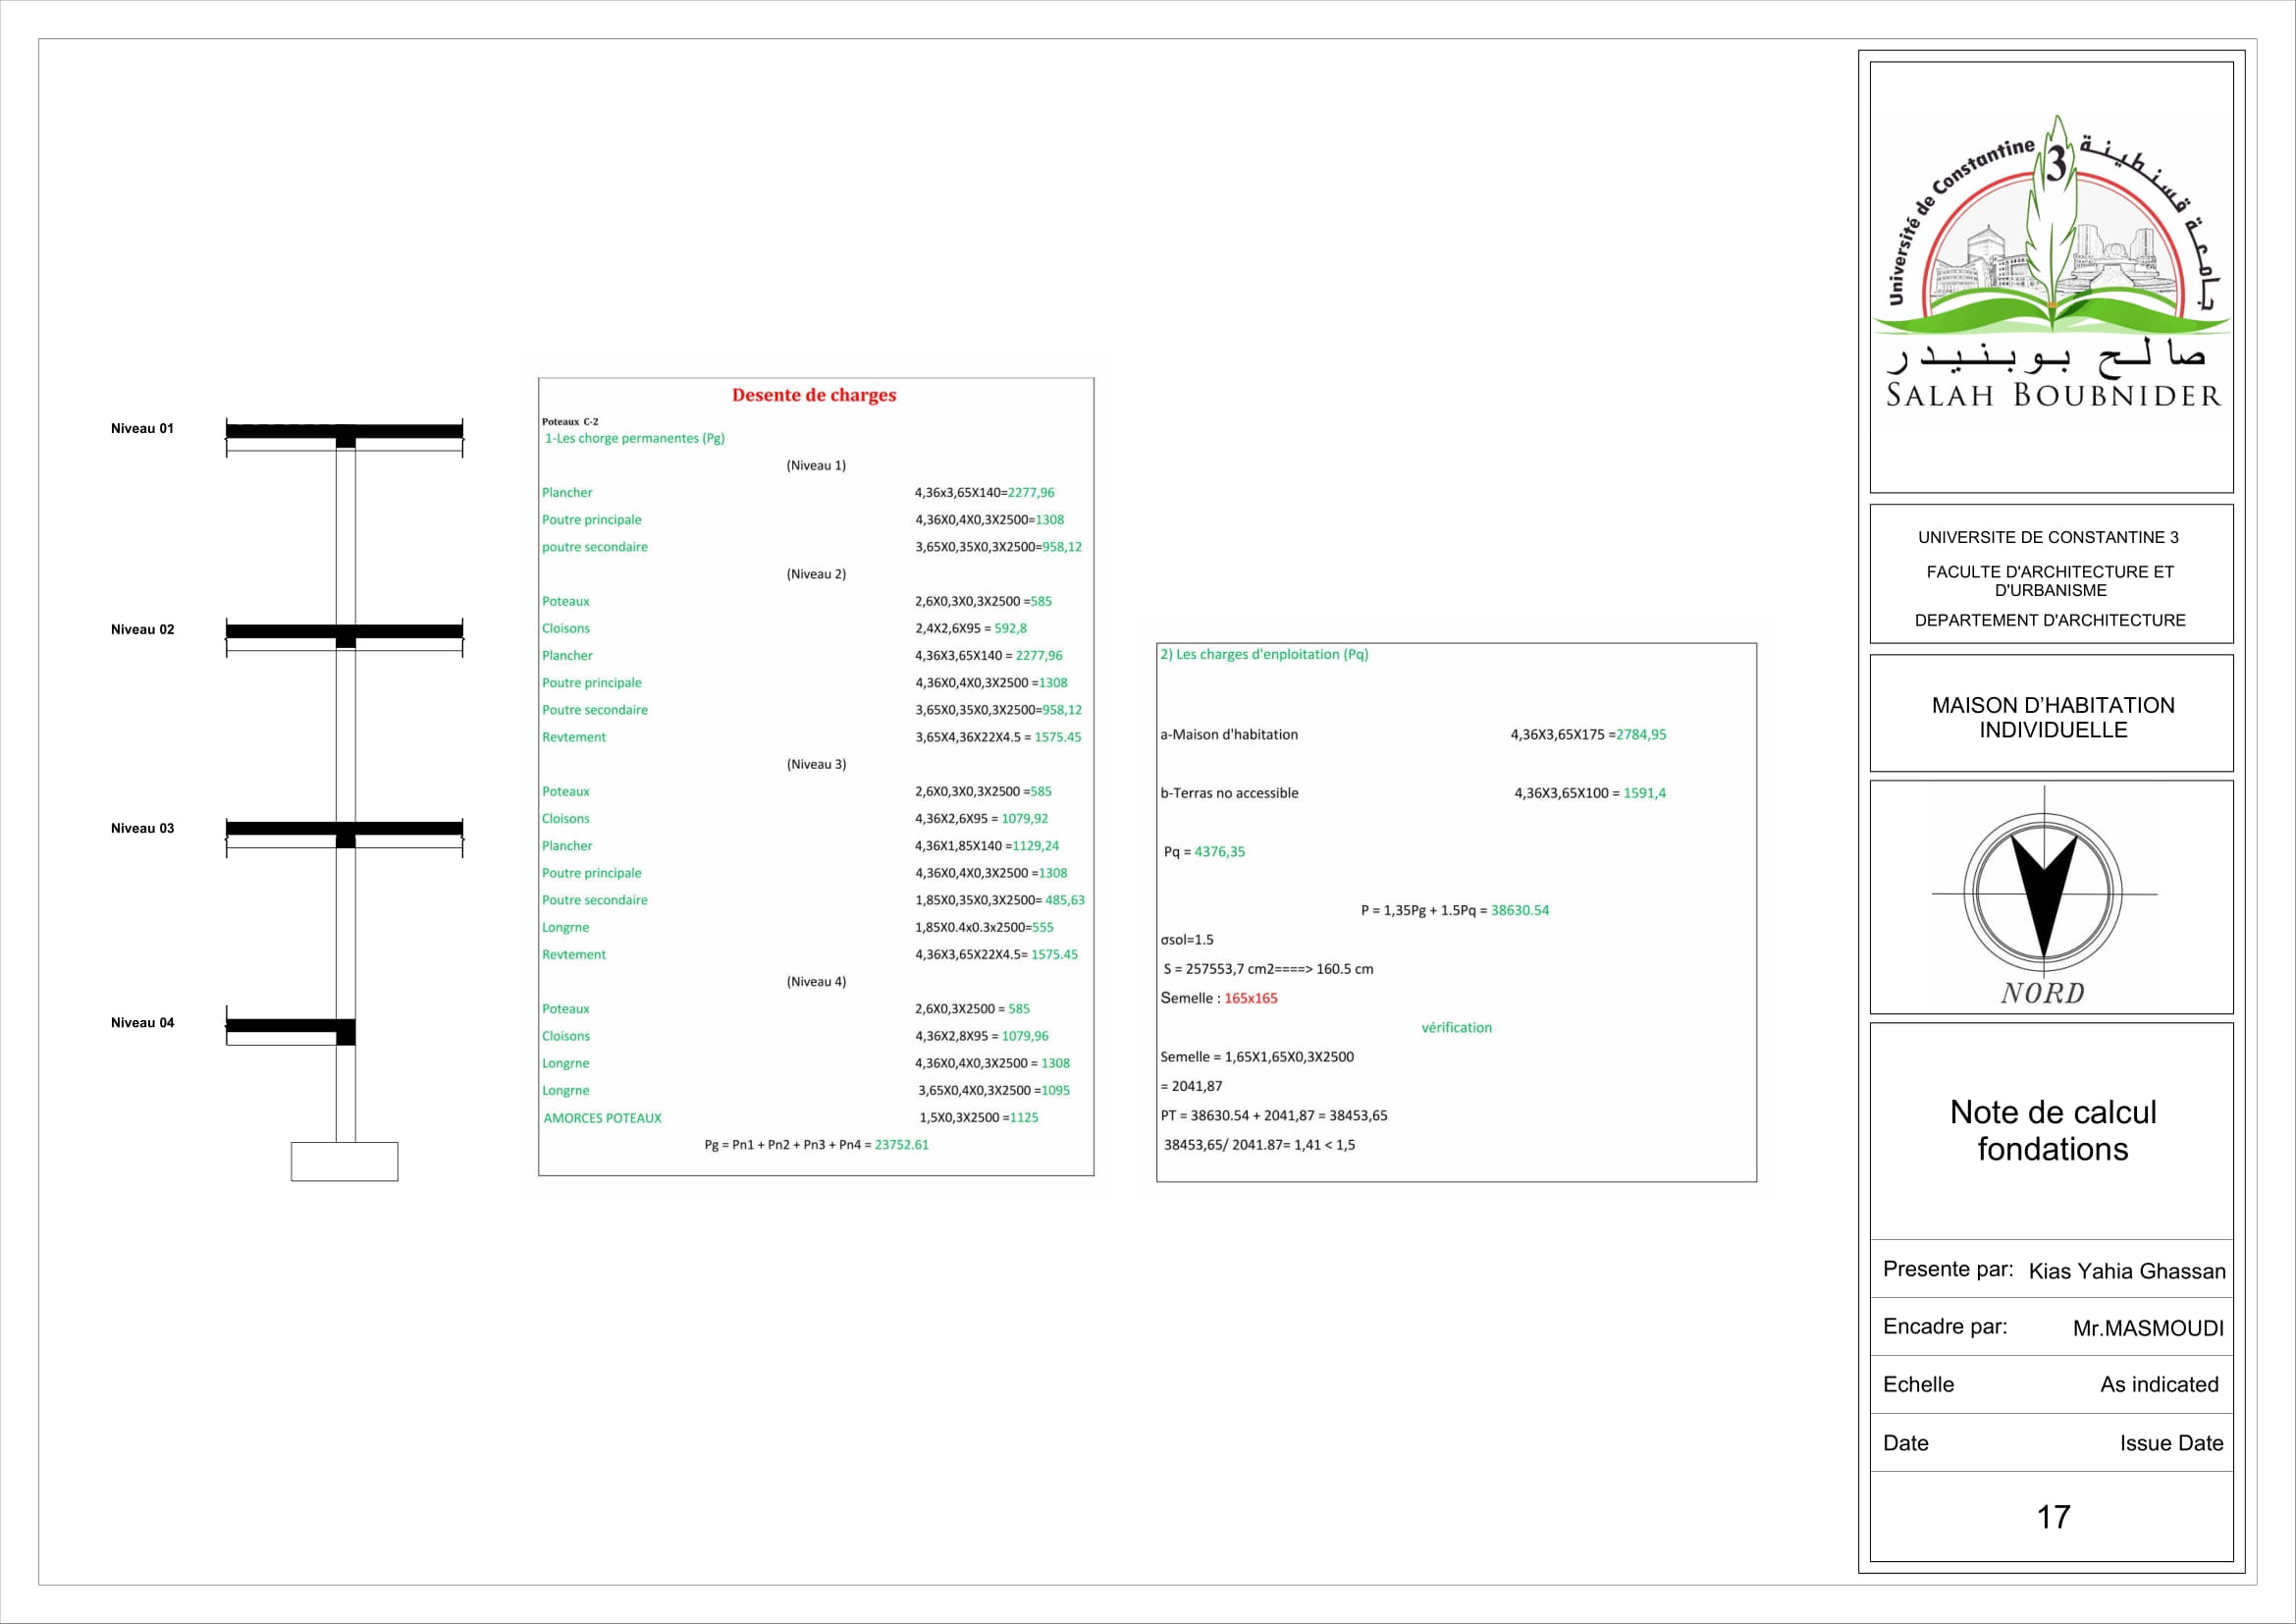 Niveau 01
Niveau 02
Niveau 03
Niveau 04
Desente de charges
Poteaux C-2
1-Les chorge permanentes (Pg)
(Niveau 1)
Plancher 4,36x3,65X140=2277,96
Poutre principale 4,36X0,4X0,3X2500=1308
poutre secondaire 3,65X0,35X0,3X2500=958,12
(Niveau 2)
Poteaux 2,6X0,3X0,3X2500 =585
Cloisons 2,4X2,6X95 = 592,8
Plancher 4,36X3,65X140 = 2277,96
Poutre principale 4,36X0,4X0,3X2500 =1308
Poutre secondaire 3,65X0,35X0,3X2500=958,12
Revtement 3,65X4,36X22X4.5 = 1575.45
(Niveau 3)
Poteaux 2,6X0,3X0,3X2500 =585
Cloisons 4,36X2,6X95 = 1079,92
Plancher 4,36X1,85X140 =1129,24
Poutre principale 4,36X0,4X0,3X2500 =1308
Poutre secondaire 1,85X0,35X0,3X2500= 485,63
Longrne 1,85X0.4x0.3x2500=555
Revtement 4,36X3,65X22X4.5= 1575.45
(Niveau 4)
Poteaux 2,6X0,3X2500 = 585
Cloisons 4,36X2,8X95 = 1079,96
Longrne 4,36X0,4X0,3X2500 = 1308
Longrne 3,65X0,4X0,3X2500 =1095
AMORCES POTEAUX 1,5X0,3X2500 =1125
Pg = Pn1 + Pn2 + Pn3 + Pn4 = 23752.61
2) Les charges d'enploitation (Pq)
a-Maison d'habitation 4,36X3,65X175 =2784,95
b-Terras no accessible 4,36X3,65X100 = 1591,4
Pq = 4376,35
P = 1,35Pg + 1.5Pq = 38630.54
σsol=1.5
S = 257553,7 cm2====> 160.5 cm
Semelle : 165x165
vérification
Semelle = 1,65X1,65X0,3X2500
= 2041,87
PT = 38630.54 + 2041,87 = 38453,65
38453,65/ 2041.87= 1,41 < 1,5
Université de Constantine 3 جامعة قسنطينة
صالح بوبنيدر
SALAH BOUBNIDER
UNIVERSITE DE CONSTANTINE 3
FACULTE D'ARCHITECTURE ET
D'URBANISME
DEPARTEMENT D'ARCHITECTURE
MAISON D'HABITATION
INDIVIDUELLE
NORD
Note de calcul
fondations
Presente par: Kias Yahia Ghassan
Encadre par: Mr.MASMOUDI
Echelle As indicated
Date Issue Date
17